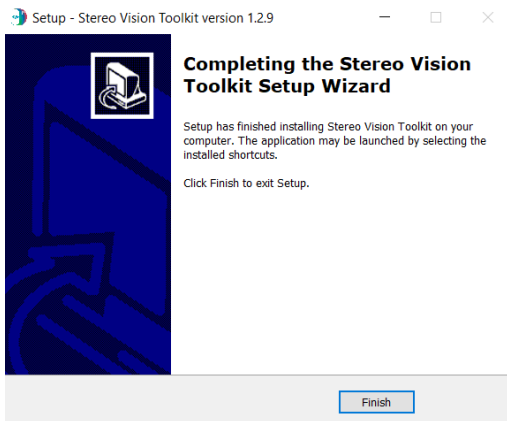 Setup - Stereo Vision Toolkit version 1.2.9
Completing the Stereo Vision
Toolkit Setup Wizard
Setup has finished installing Stereo Vision Toolkit on your
computer. The application may be launched by selecting the
installed shortcuts.
Click Finish to exit Setup.
Finish